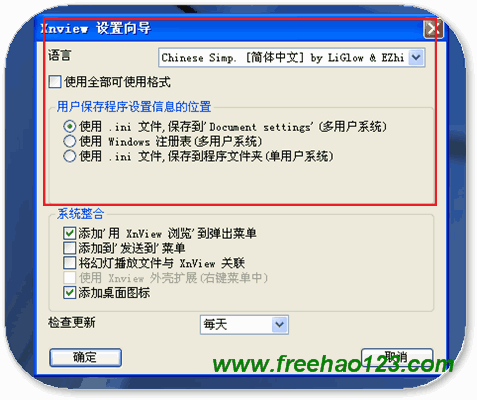 Xnview 设置向导
语言
Chinese Simp. [简体中文] by LiGlow & EZhi
使用全部可使用格式
用户保存程序设置信息的位置
使用 .ini 文件,保存到'Document settings'(多用户系统)
使用 Windows 注册表(多用户系统)
使用 .ini 文件,保存到程序文件夹(单用户系统)
系统整合
添加'用 XnView 浏览'到弹出菜单
添加到'发送到'菜单
将幻灯播放文件与 XnView 关联
使用 Xnview 外壳扩展(右键菜单中)
添加桌面图标
检查更新
每天
确定
取消
www.freehao123.com